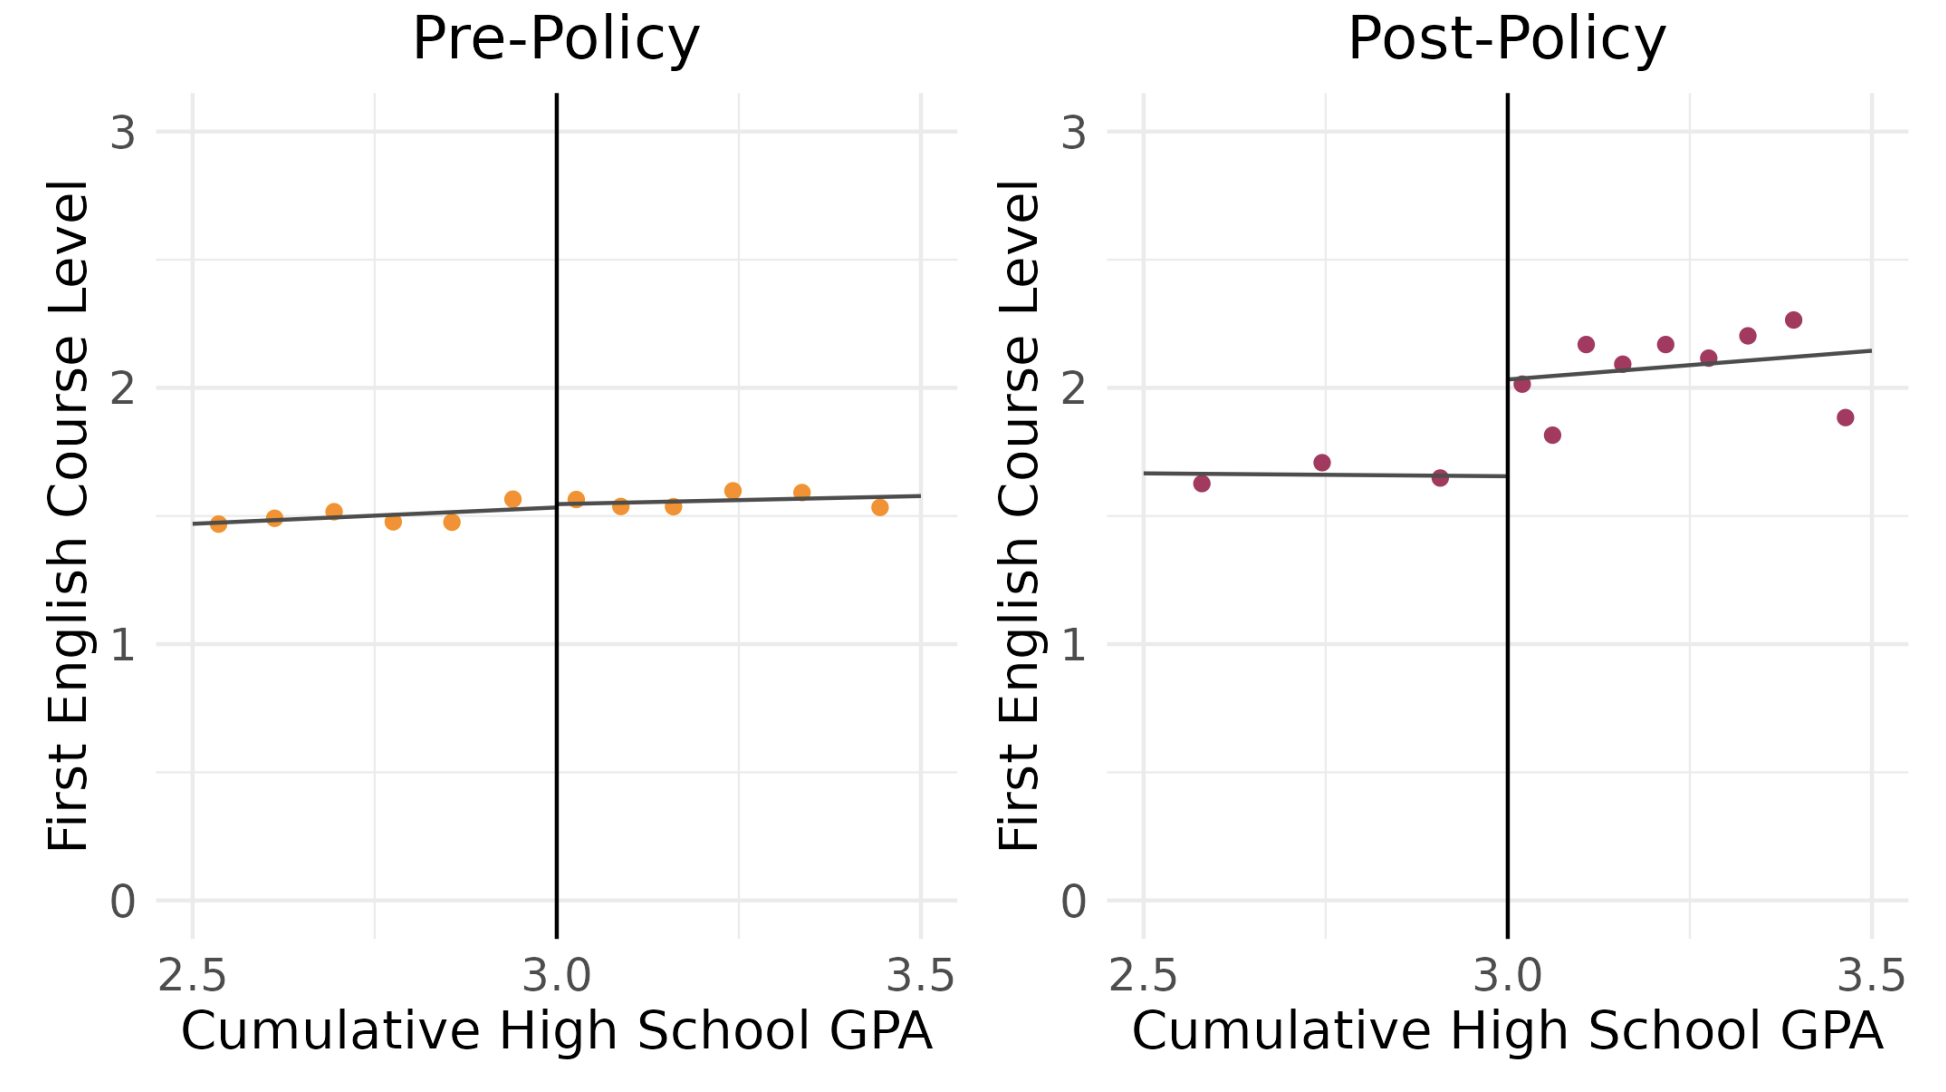 Pre-Policy
3
2
1
0
First English Course Level
2.5
3.0
3.5
Cumulative High School GPA
Post-Policy
3
2
1
0
First English Course Level
2.5
3.0
3.5
Cumulative High School GPA